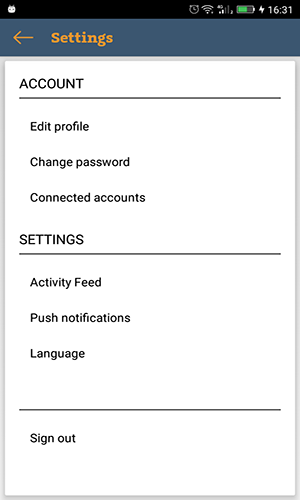 16:31
Settings
ACCOUNT
Edit profile
Change password
Connected accounts
SETTINGS
Activity Feed
Push notifications
Language
Sign out